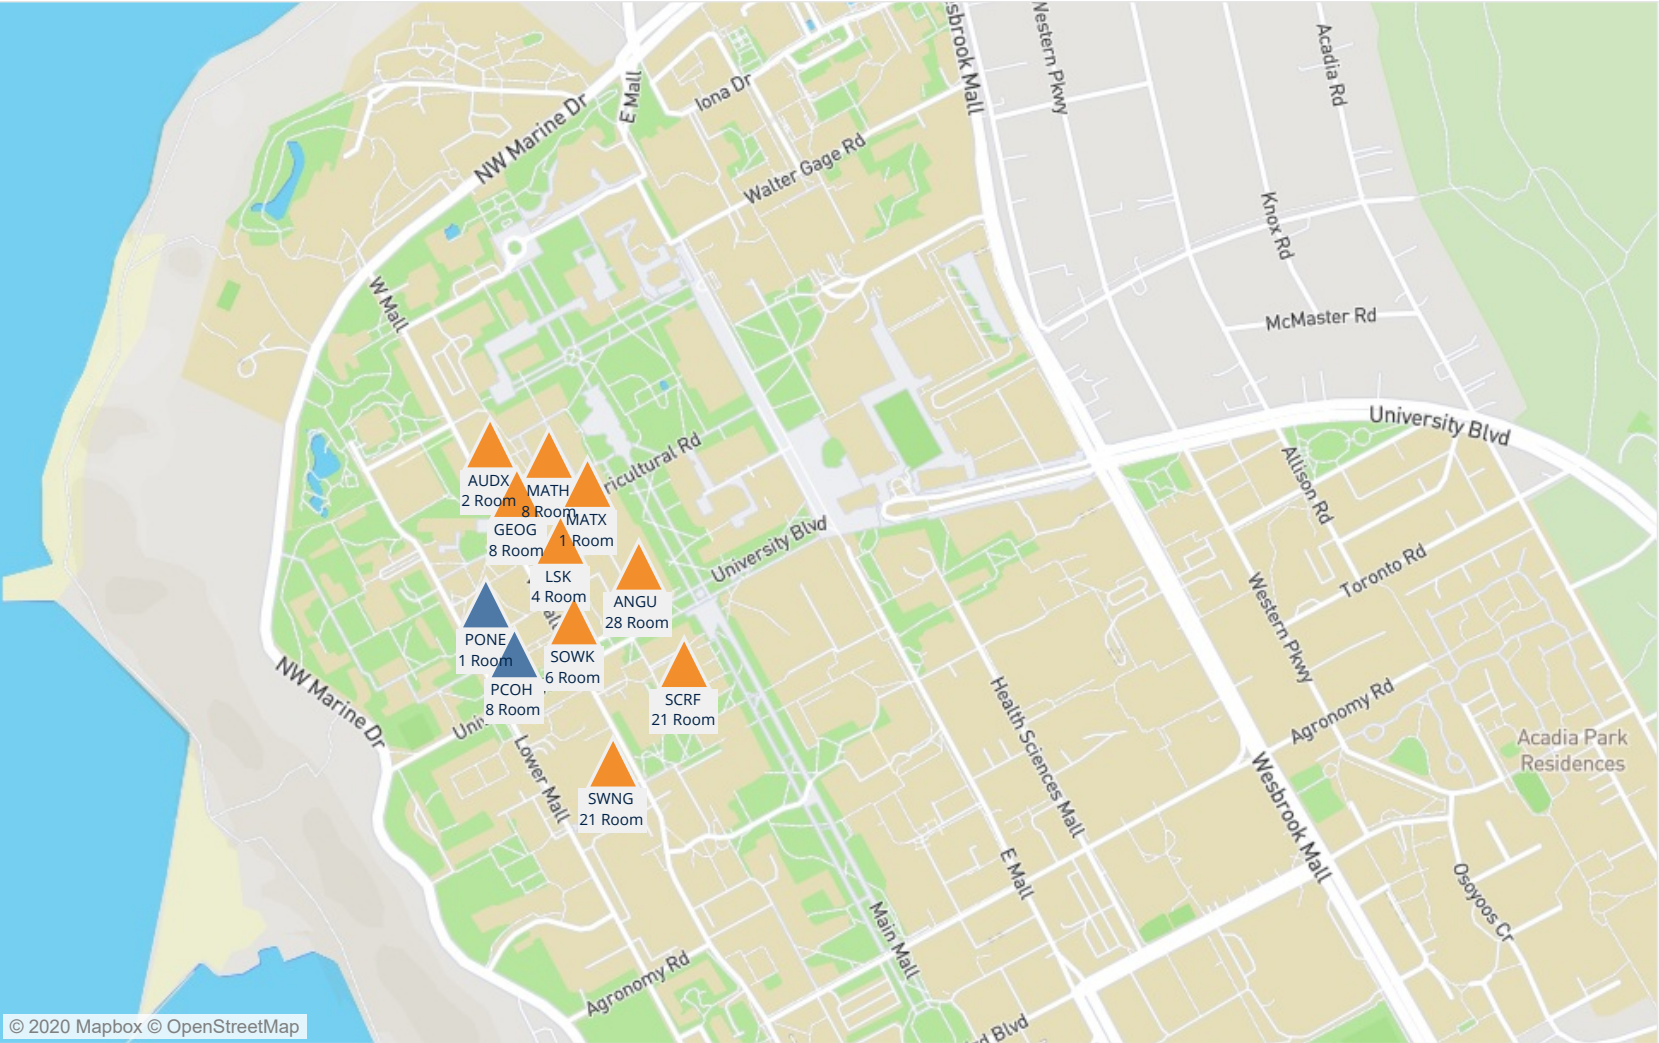 sbrook Mall
Western Pkwy
Acadia Rd
E Mall
Iona Dr
NW Marine Dr
Walter Gage Rd
Knox Rd
W Mall
McMaster Rd
University Blvd
ricultural Rd
Allison Rd
AUDX
2 Room
MATH
8 Room
MATX
1 Room
GEOG
8 Room
University Blvd
LSK
4 Room
ANGU
28 Room
Toronto Rd
Western Pkwy
all
PONE
1 Room
SOWK
6 Room
PCOH
8 Room
SCRF
21 Room
NW Marine Dr
Uni
Health Sciences Mall
Agronomy Rd
Acadia Park
Residences
Lower Mall
SWNG
21 Room
Wesbrook Mall
E Mall
Osoyoos Cr
Main Mall
Agronomy Rd
rd Blvd
© 2020 Mapbox © OpenStreetMap